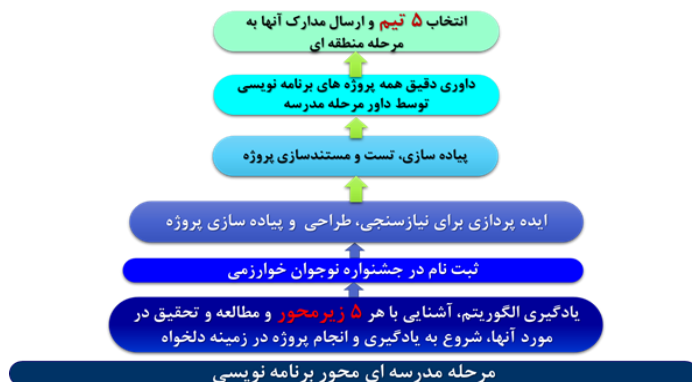 انتخاب ۵ تیم و ارسال مدارک آنها به
مرحله منطقه ای
داوری دقیق همه پروژه های برنامه نویسی
توسط داور مرحله مدرسه
پیاده سازی، تست و مستندسازی پروژه
ایده پردازی برای نیازسنجی، طراحی و پیاده سازی پروژه
ثبت نام در جشنواره نوجوان خوارزمی
یادگیری الگوریتم، آشنایی با هر ۵ زیرمحور و مطالعه و تحقیق در
مورد آنها، شروع به یادگیری و انجام پروژه در زمینه دلخواه
مرحله مدرسه ای محور برنامه نویسی